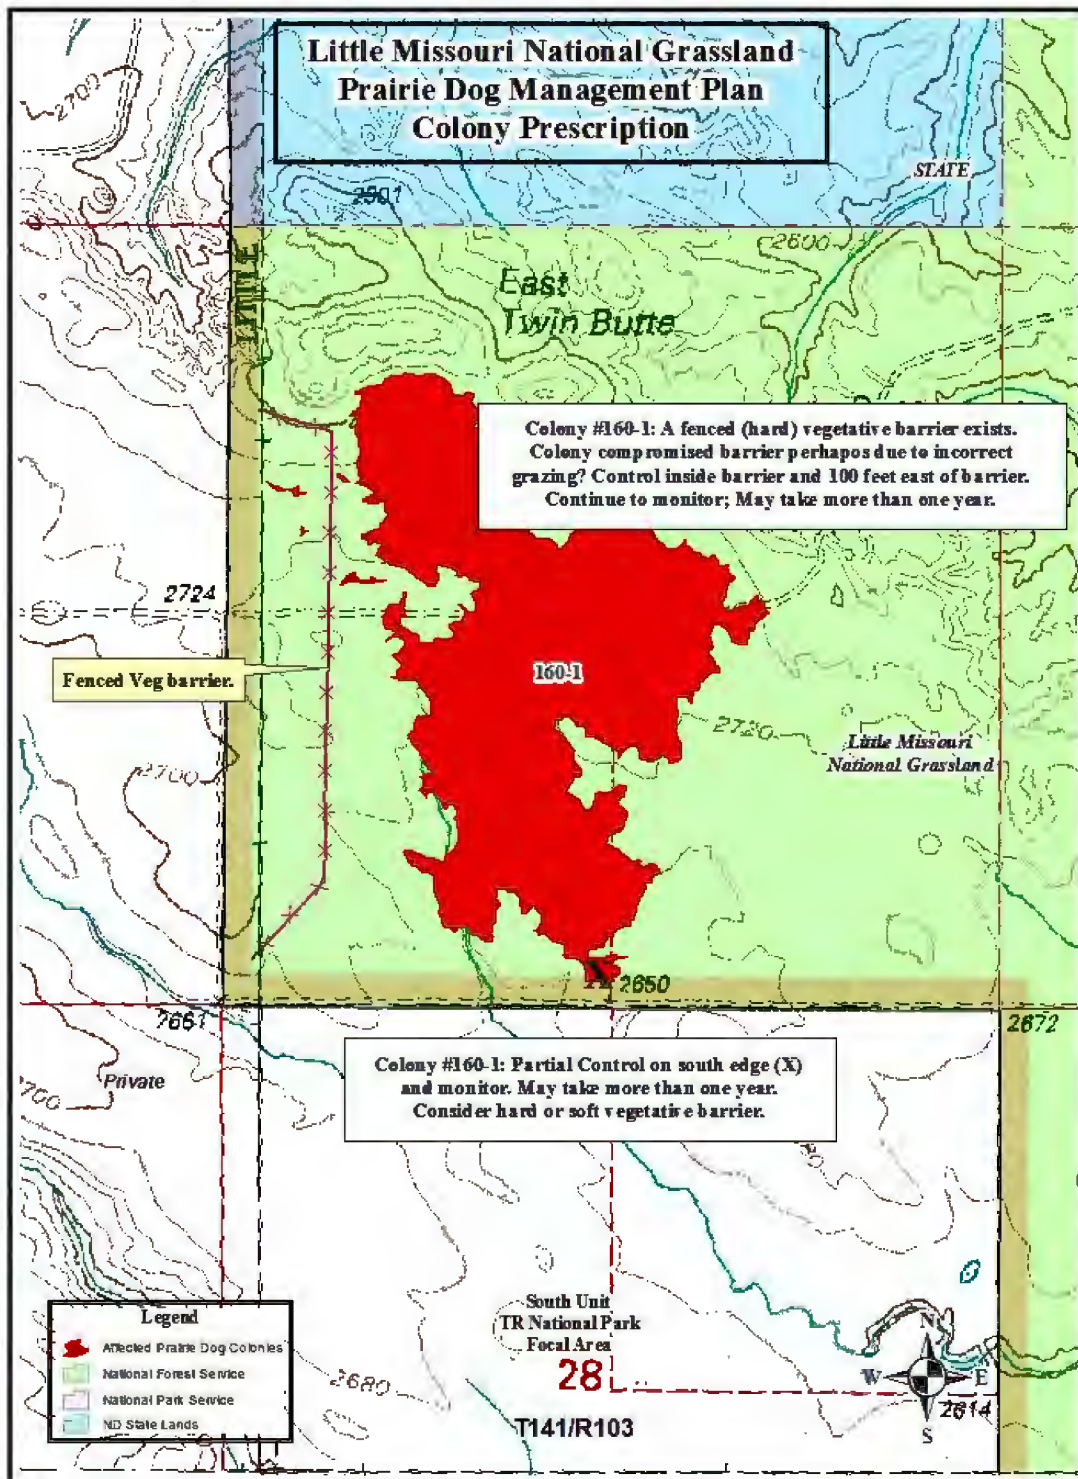 Little Missouri National Grassland
Prairie Dog Management Plan
Colony Prescription
2709
2901
STATE
LITTLE
2600
East
Twin Butte
Colony #160-1: A fenced (hard) vegetative barrier exists.
Colony compromised barrier perhapos due to incorrect
grazing? Control inside barrier and 100 feet east of barrier.
Continue to monitor; May take more than one year.
2724
Fenced Veg barrier.
160-1
2720
Little Missouri
National Grassland
2700
X
2650
2661
2672
Private
2700
Colony #160-1: Partial Control on south edge (X)
and monitor. May take more than one year.
Consider hard or soft vegetative barrier.
Legend
Affected Prairie Dog Colonies
National Forest Service
National Park Service
ND State Lands
2680
South Unit
TR National Park
Focal Area
28
T141/R103
N
W
E
S
2614